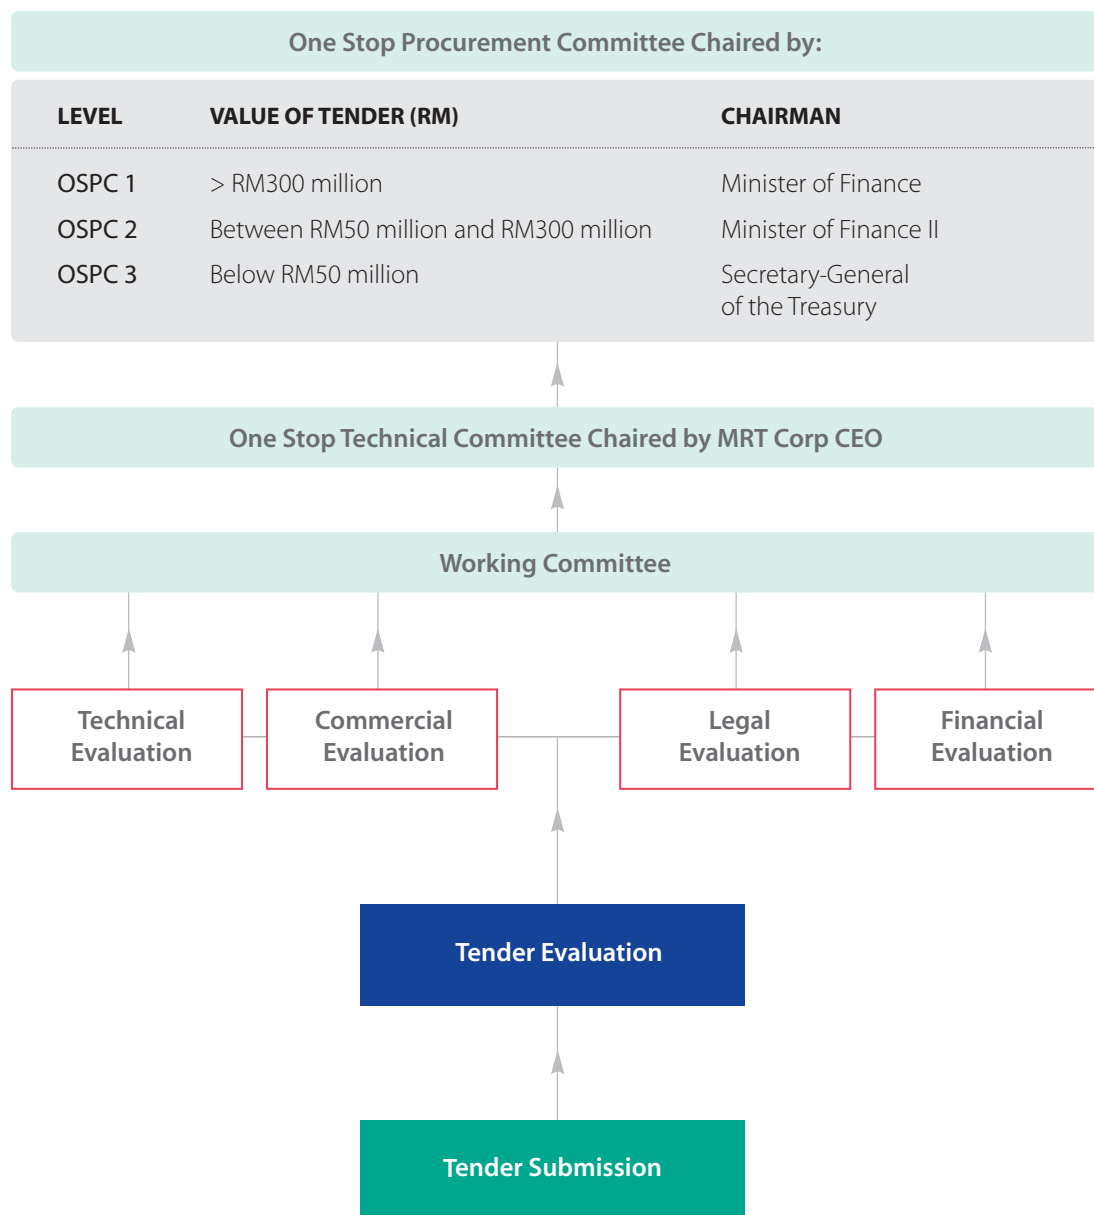 One Stop Procurement Committee Chaired by:
LEVEL VALUE OF TENDER (RM) CHAIRMAN
OSPC 1 > RM300 million Minister of Finance
OSPC 2 Between RM50 million and RM300 million Minister of Finance II
OSPC 3 Below RM50 million Secretary-General
of the Treasury
One Stop Technical Committee Chaired by MRT Corp CEO
Working Committee
Technical
Evaluation
Commercial
Evaluation
Legal
Evaluation
Financial
Evaluation
Tender Evaluation
Tender Submission